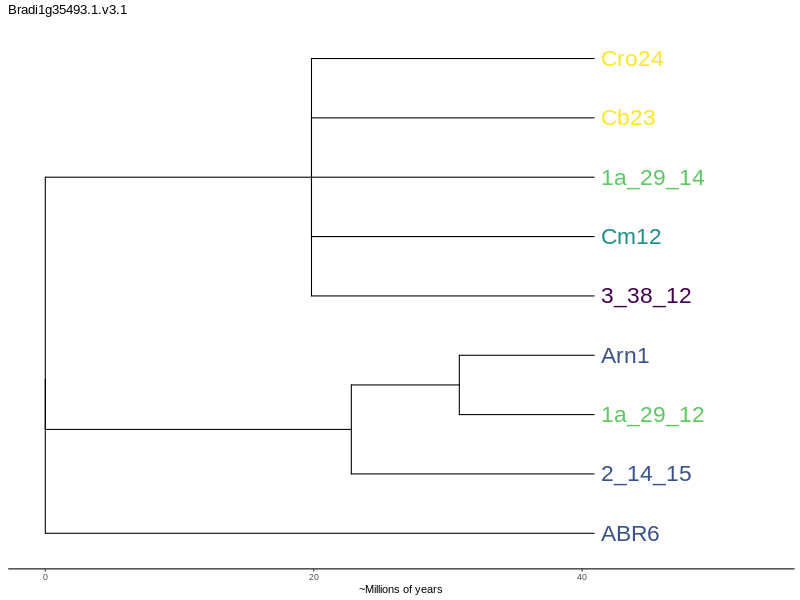 Bradi1g35493.1.v3.1
Cro24
Cb23
1a_29_14
Cm12
3_38_12
Arn1
1a_29_12
2_14_15
ABR6
0 20 40
~Millions of years